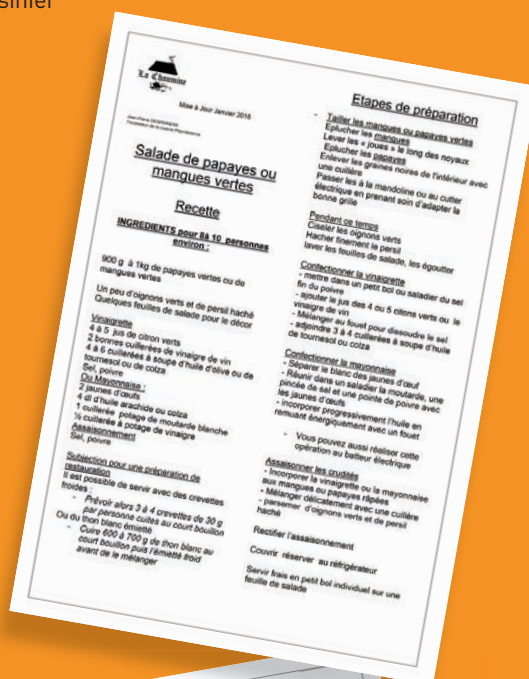 sinier
La Chaumine
Mise à Jour Janvier 2016
Salade de papayes ou
mangues vertes
Recette
INGREDIENTS pour 8à 10 personnes
environ :
900 g à 1kg de papayes vertes ou de
mangues vertes
Un peu d'oignons verts et de persil haché
Quelques feuilles de salade pour le décor
Vinaigrette
4 à 5 jus de citron verts
2 bonnes cuillerées de vinaigre de vin
4 à 6 cuillerées à soupe d'huile d'olive ou de
tournesol ou de colza
Sel, poivre
Ou Mayonnaise :
2 jaunes d'œufs
4 dl d'huile arachide ou colza
1 cuillerée potage de moutarde blanche
½ cuillerée à potage de vinaigre
Assaisonnement
Sel, poivre
Subjection pour une préparation de
restauration
Il est possible de servir avec des crevettes
froides :
- Prévoir alors 3 à 4 crevettes de 30 g
par personne cuites au court bouillon
Ou du thon blanc émietté
- Cuire 600 à 700 g de thon blanc au
court bouillon puis l'émietté froid
avant de le mélanger
Etapes de préparation
- Tailler les mangues ou papayes vertes
Eplucher les mangues
Lever les « joues » le long des noyaux
Eplucher les papayes
Enlever les graines noires de l'intérieur avec
une cuillère
Passer les à la mandoline ou au cutter
électrique en prenant soin d'adapter la
bonne grille
Pendant ce temps
Ciseler les oignons verts
Hacher finement le persil
laver les feuilles de salade, les égoutter
Confectionner la vinaigrette
- mettre dans un petit bol ou saladier du sel
fin du poivre
- ajouter le jus des 4 ou 5 citons verts ou le
vinaigre de vin
- Mélanger au fouet pour dissoudre le sel
- adjoindre 3 à 4 cuillerées à soupe d'huile
de tournesol ou colza
Confectionner la mayonnaise
- Séparer le blanc des jaunes d'œuf
- Réunir dans un saladier la moutarde, une
pincée de sel et une pointe de poivre avec
les jaunes d'œufs
- incorporer progressivement l'huile en
remuant énergiquement avec un fouet
- Vous pouvez aussi réaliser cette
opération au batteur électrique
Assaisonner les crudités
- Incorporer la vinaigrette ou la mayonnaise
aux mangues ou papayes râpées
- Mélanger délicatement avec une cuillère
- parsemer d'oignons verts et de persil
haché
Rectifier l'assaisonnement
Couvrir réserver au réfrigérateur
Servir frais en petit bol individuel sur une
feuille de salade